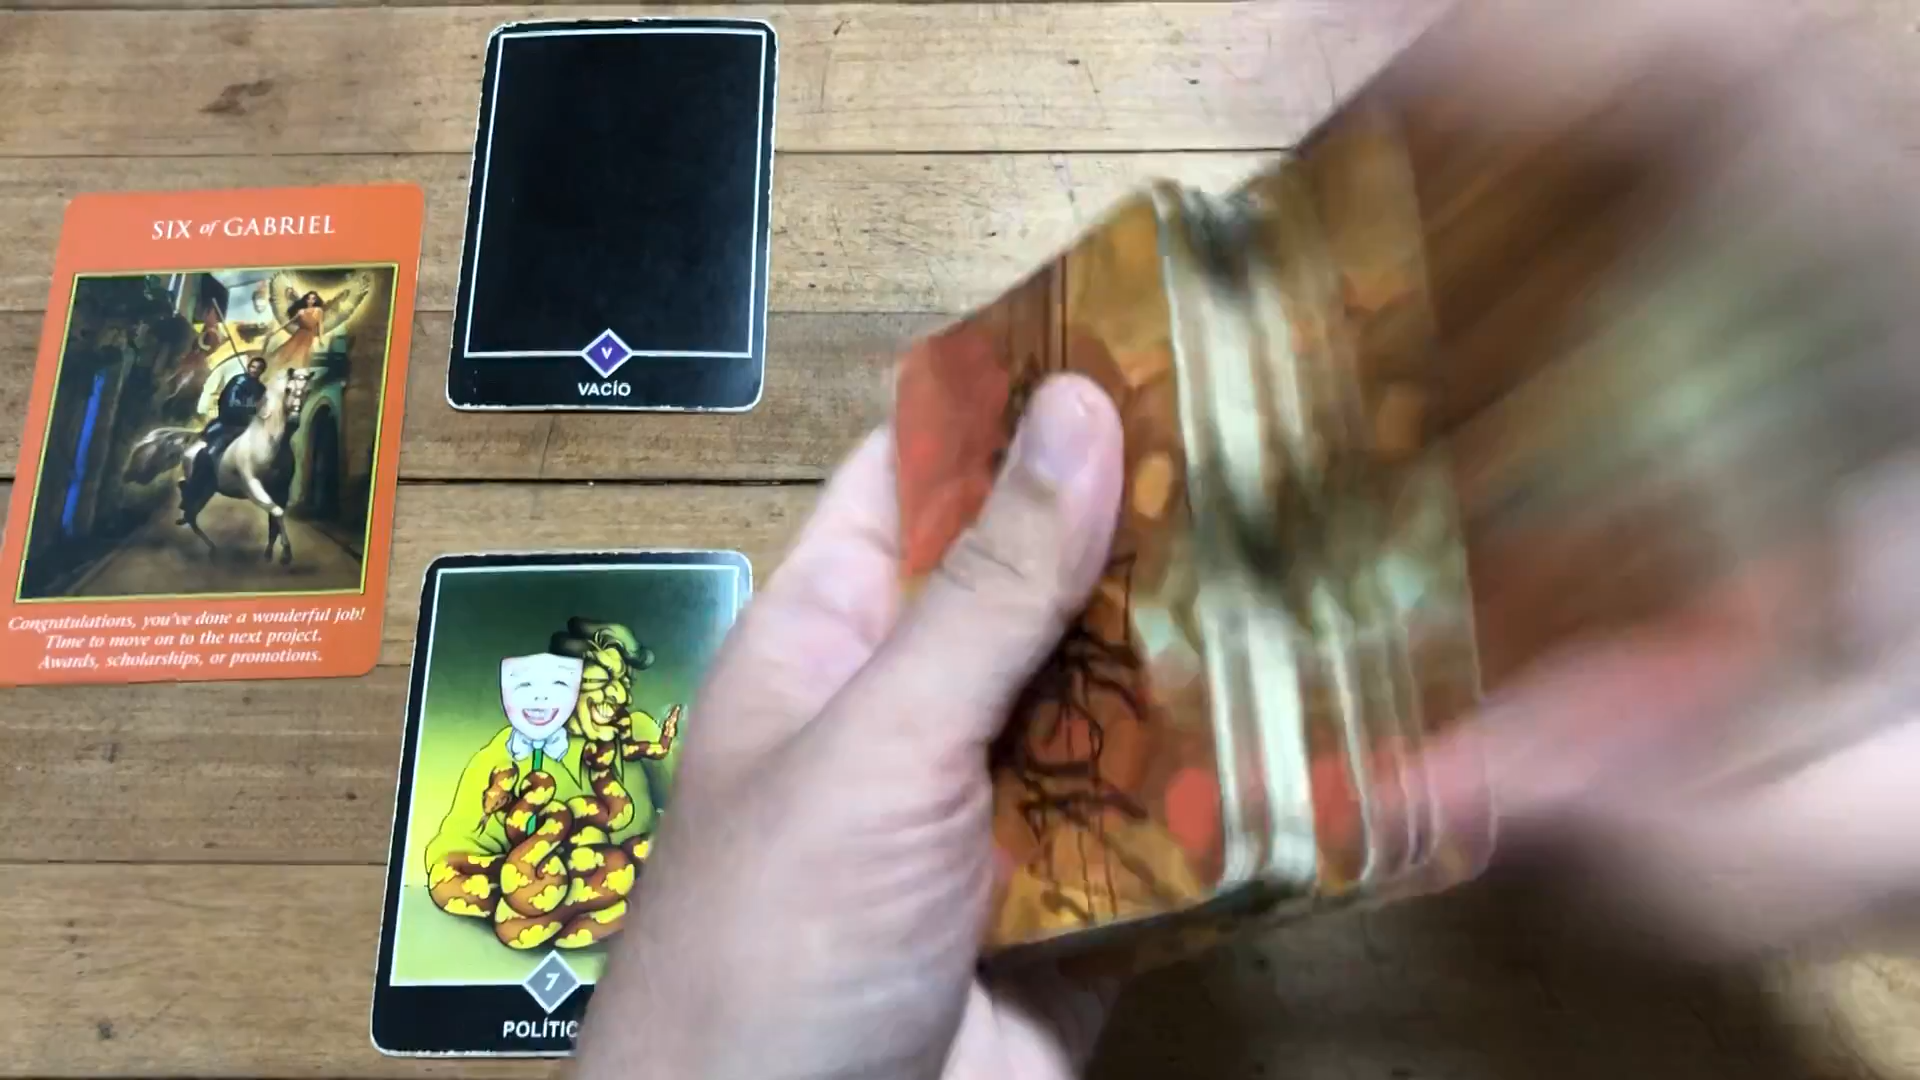 SIX of GABRIEL
Congratulations, you've done a wonderful job!
Time to move on to the next project.
Awards, scholarships, or promotions.
V
VACÍO
7